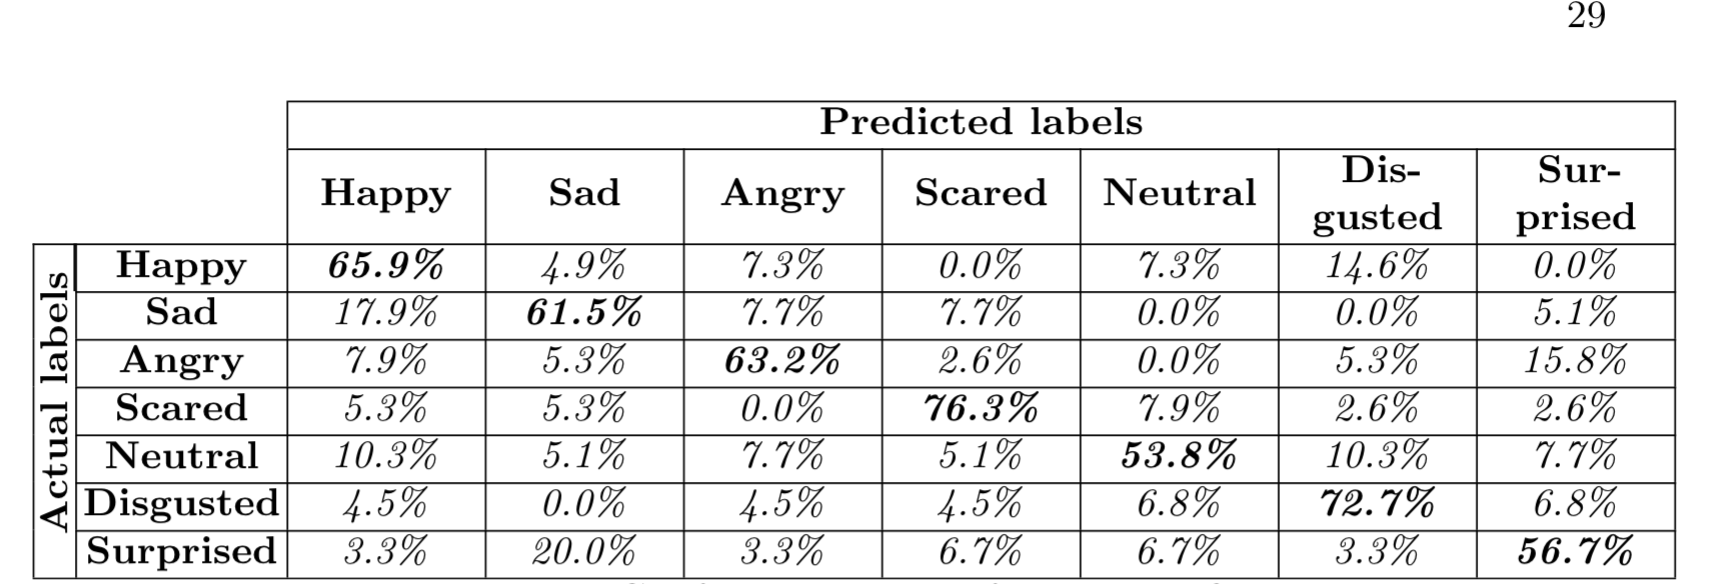 29
Predicted labels
Happy Sad Angry Scared Neutral Dis-gusted Sur-prised
Actual labels
Happy 65.9% 4.9% 7.3% 0.0% 7.3% 14.6% 0.0%
Sad 17.9% 61.5% 7.7% 7.7% 0.0% 0.0% 5.1%
Angry 7.9% 5.3% 63.2% 2.6% 0.0% 5.3% 15.8%
Scared 5.3% 5.3% 0.0% 76.3% 7.9% 2.6% 2.6%
Neutral 10.3% 5.1% 7.7% 5.1% 53.8% 10.3% 7.7%
Disgusted 4.5% 0.0% 4.5% 4.5% 6.8% 72.7% 6.8%
Surprised 3.3% 20.0% 3.3% 6.7% 6.7% 3.3% 56.7%